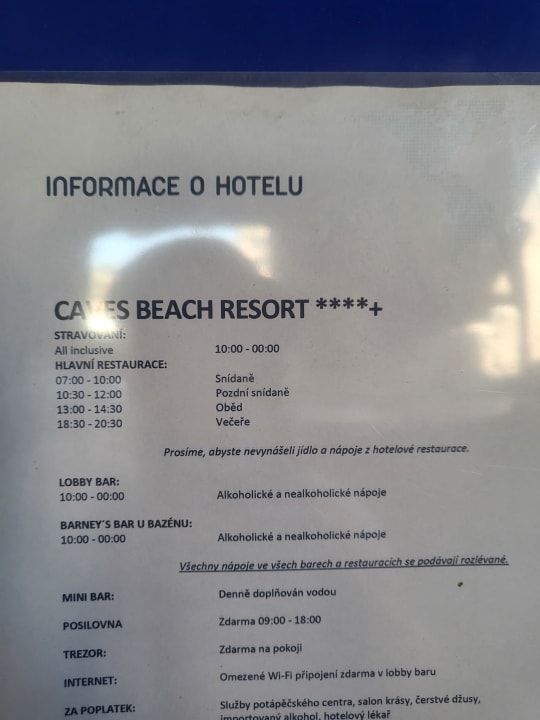 INFORMACE O HOTELU
CAVES BEACH RESORT ****+
STRAVOVÁNÍ:
All inclusive 10:00 - 00:00
HLAVNÍ RESTAURACE:
07:00 - 10:00 Snídaně
10:30 - 12:00 Pozdní snídaně
13:00 - 14:30 Oběd
18:30 - 20:30 Večeře
Prosíme, abyste nevynášeli jídlo a nápoje z hotelové restaurace.
LOBBY BAR:
10:00 - 00:00 Alkoholické a nealkoholické nápoje
BARNEY´S BAR U BAZÉNU:
10:00 - 00:00 Alkoholické a nealkoholické nápoje
Všechny nápoje ve všech barech a restauracích se podávají rozlévané.
MINI BAR: Denně doplňován vodou
POSILOVNA Zdarma 09:00 - 18:00
TREZOR: Zdarma na pokoji
INTERNET: Omezené Wi-Fi připojení zdarma v lobby baru
ZA POPLATEK: Služby potápěčského centra, salon krásy, čerstvé džusy,
importovaný alkohol, hotelový lékař